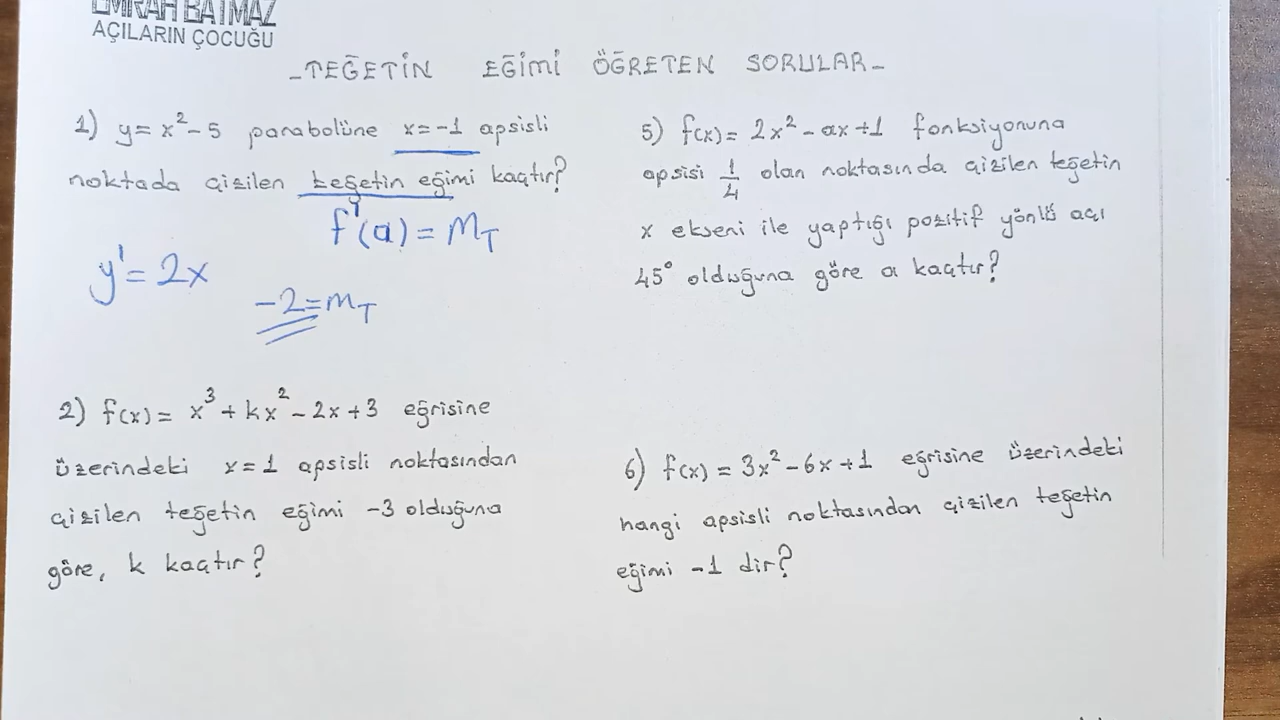 EMRAH BATMAZ
AÇILARIN ÇOCUĞU
-TEĞETİN EĞİMİ ÖĞRETEN SORULAR-
1) y = x² - 5 parabolüne x = -1 apsisli
noktada çizilen teğetin eğimi kaçtır?
f'(a) = m_T
y' = 2x
-2 = m_T
2) f(x) = x³ + kx² - 2x + 3 eğrisine
üzerindeki x = 1 apsisli noktasından
çizilen teğetin eğimi -3 olduğuna
göre, k kaçtır?
5) f(x) = 2x² - ax + 1 fonksiyonuna
apsisi 1/4 olan noktasında çizilen teğetin
x ekseni ile yaptığı pozitif yönlü açı
45° olduğuna göre a kaçtır?
6) f(x) = 3x² - 6x + 1 eğrisine üzerindeki
hangi apsisli noktasından çizilen teğetin
eğimi -1 dir?